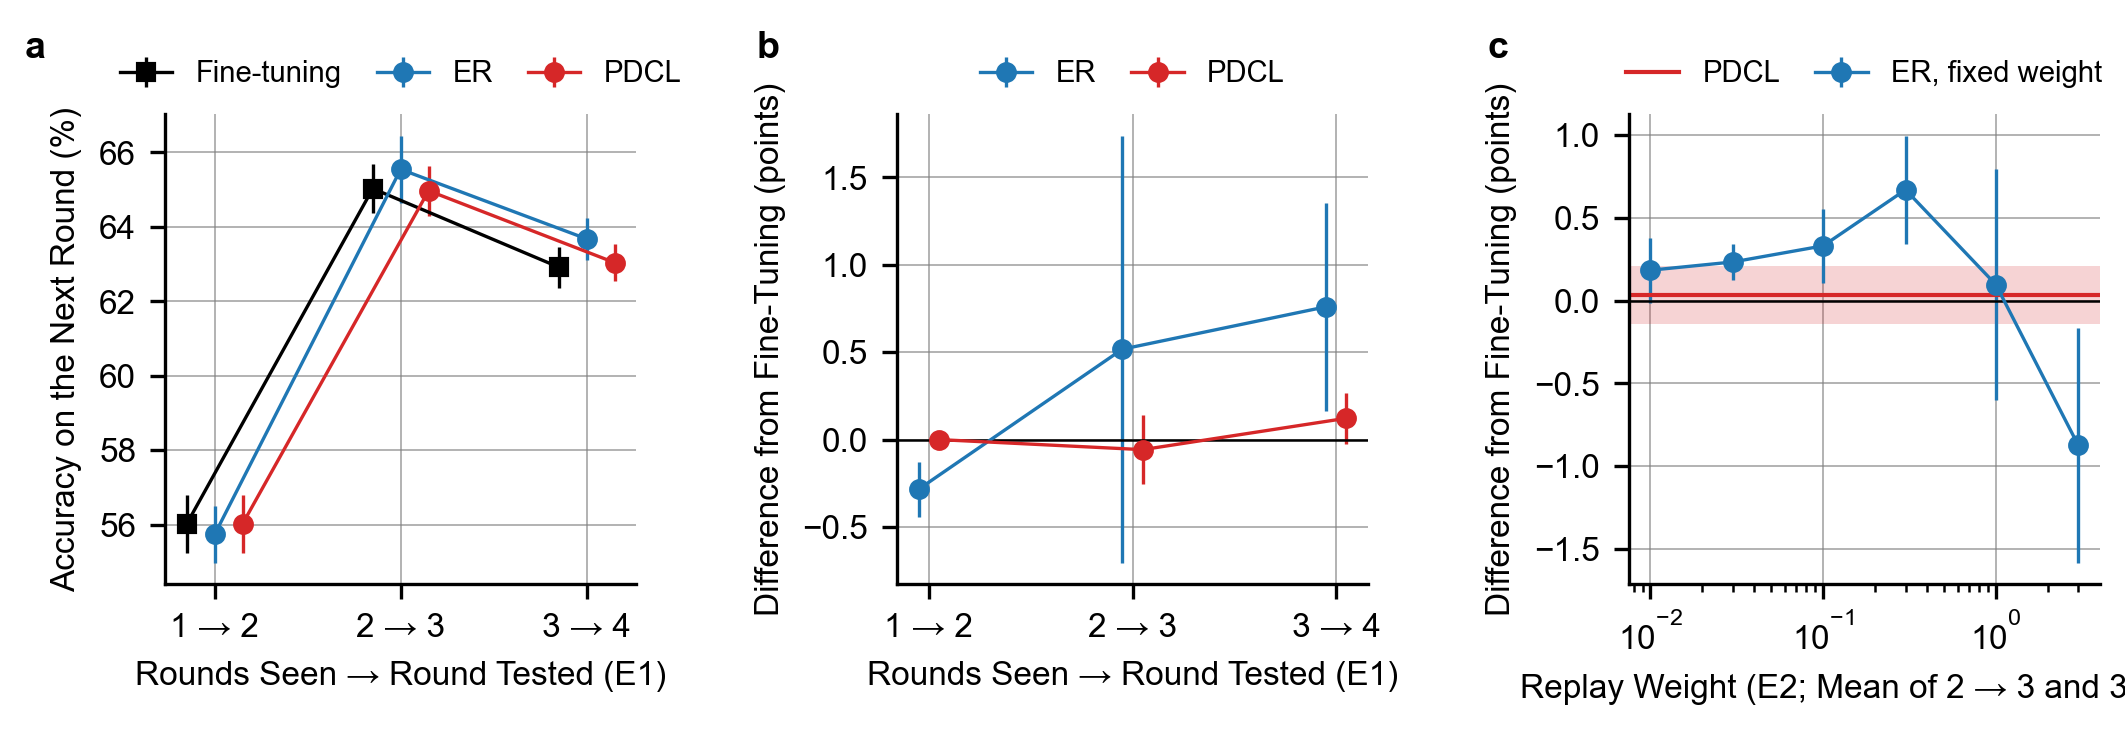 a
Fine-tuning ER PDCL
Accuracy on the Next Round (%)
66
64
62
60
58
56
1 → 2 2 → 3 3 → 4
Rounds Seen → Round Tested (E1)
b
ER PDCL
Difference from Fine-Tuning (points)
1.5
1.0
0.5
0.0
−0.5
1 → 2 2 → 3 3 → 4
Rounds Seen → Round Tested (E1)
c
PDCL ER, fixed weight
Difference from Fine-Tuning (points)
1.0
0.5
0.0
−0.5
−1.0
−1.5
10⁻² 10⁻¹ 10⁰
Replay Weight (E2; Mean of 2 → 3 and 3